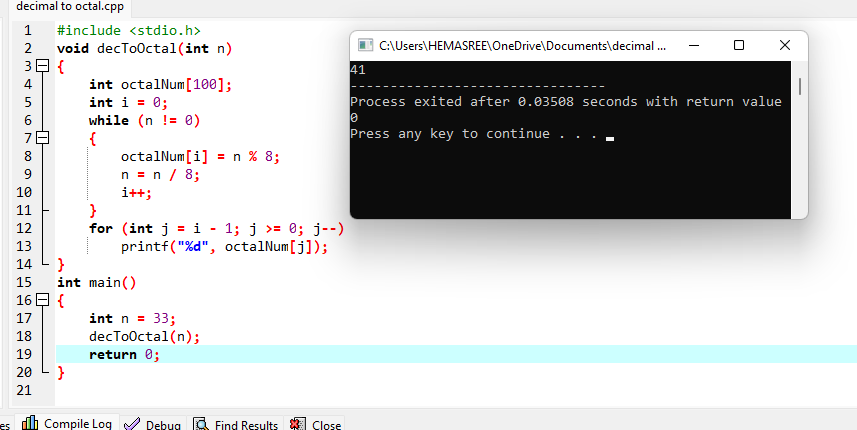 decimal to octal.cpp
1 #include <stdio.h>
2 void decToOctal(int n)
3 {
4 int octalNum[100];
5 int i = 0;
6 while (n != 0)
7 {
8 octalNum[i] = n % 8;
9 n = n / 8;
10 i++;
11 }
12 for (int j = i - 1; j >= 0; j--)
13 printf("%d", octalNum[j]);
14 }
15 int main()
16 {
17 int n = 33;
18 decToOctal(n);
19 return 0;
20 }
21
C:\Users\HEMASREE\OneDrive\Documents\decimal ...
41
--------------------------------
Process exited after 0.03508 seconds with return value
0
Press any key to continue . . .
es Compile Log Debug Find Results Close